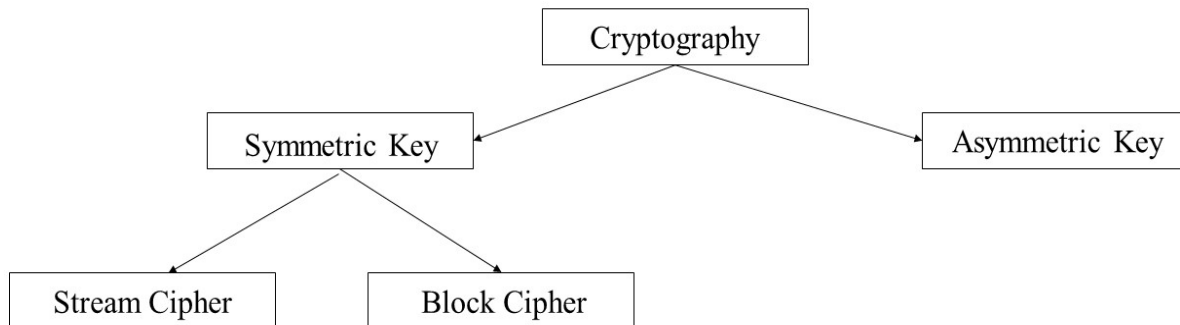 Cryptography
Symmetric Key
Asymmetric Key
Stream Cipher
Block Cipher